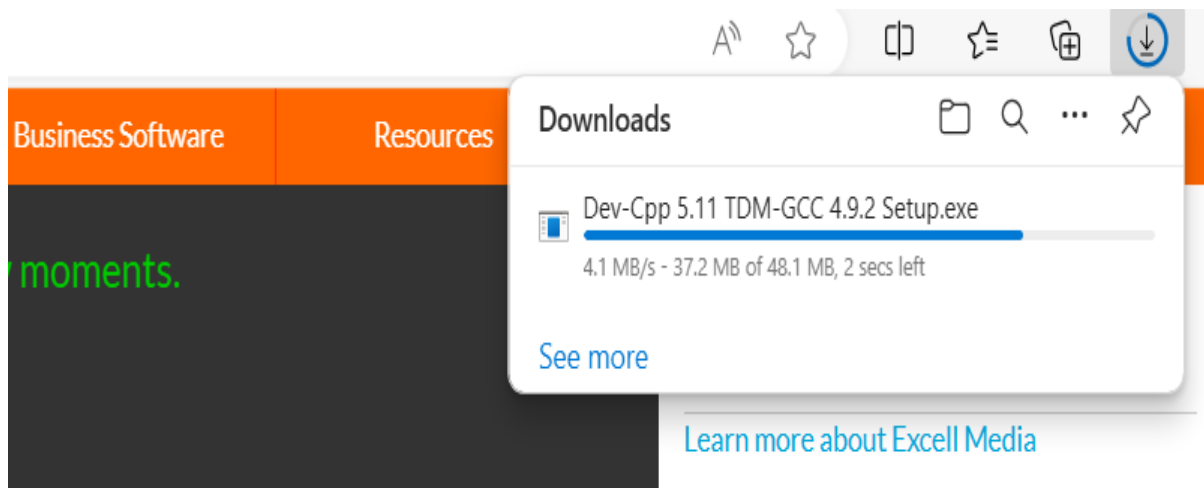 Business Software
Resources
Downloads
Dev-Cpp 5.11 TDM-GCC 4.9.2 Setup.exe
4.1 MB/s - 37.2 MB of 48.1 MB, 2 secs left
moments.
See more
Learn more about Excell Media